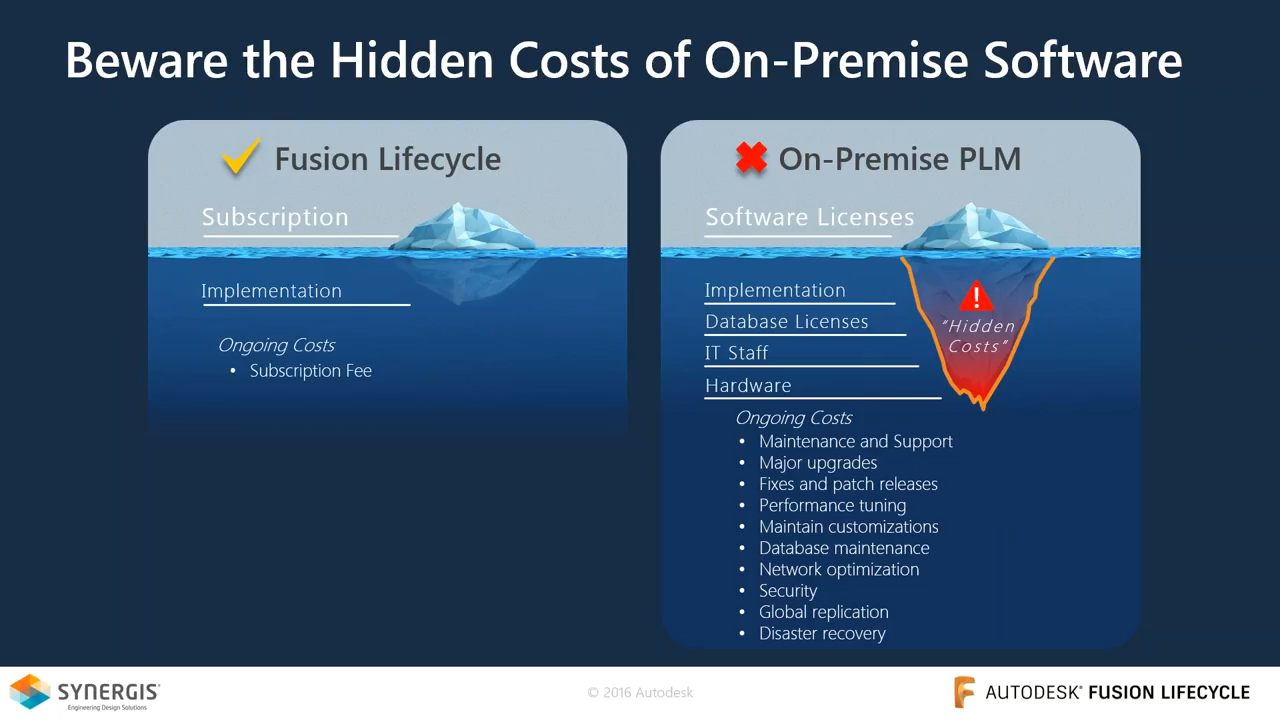 Beware the Hidden Costs of On-Premise Software
Fusion Lifecycle
Subscription
Implementation
Ongoing Costs
• Subscription Fee
On-Premise PLM
Software Licenses
Implementation
Database Licenses
IT Staff
Hardware
"Hidden
Costs"
Ongoing Costs
• Maintenance and Support
• Major upgrades
• Fixes and patch releases
• Performance tuning
• Maintain customizations
• Database maintenance
• Network optimization
• Security
• Global replication
• Disaster recovery
SYNERGIS®
Engineering Design Solutions
© 2016 Autodesk
AUTODESK® FUSION LIFECYCLE